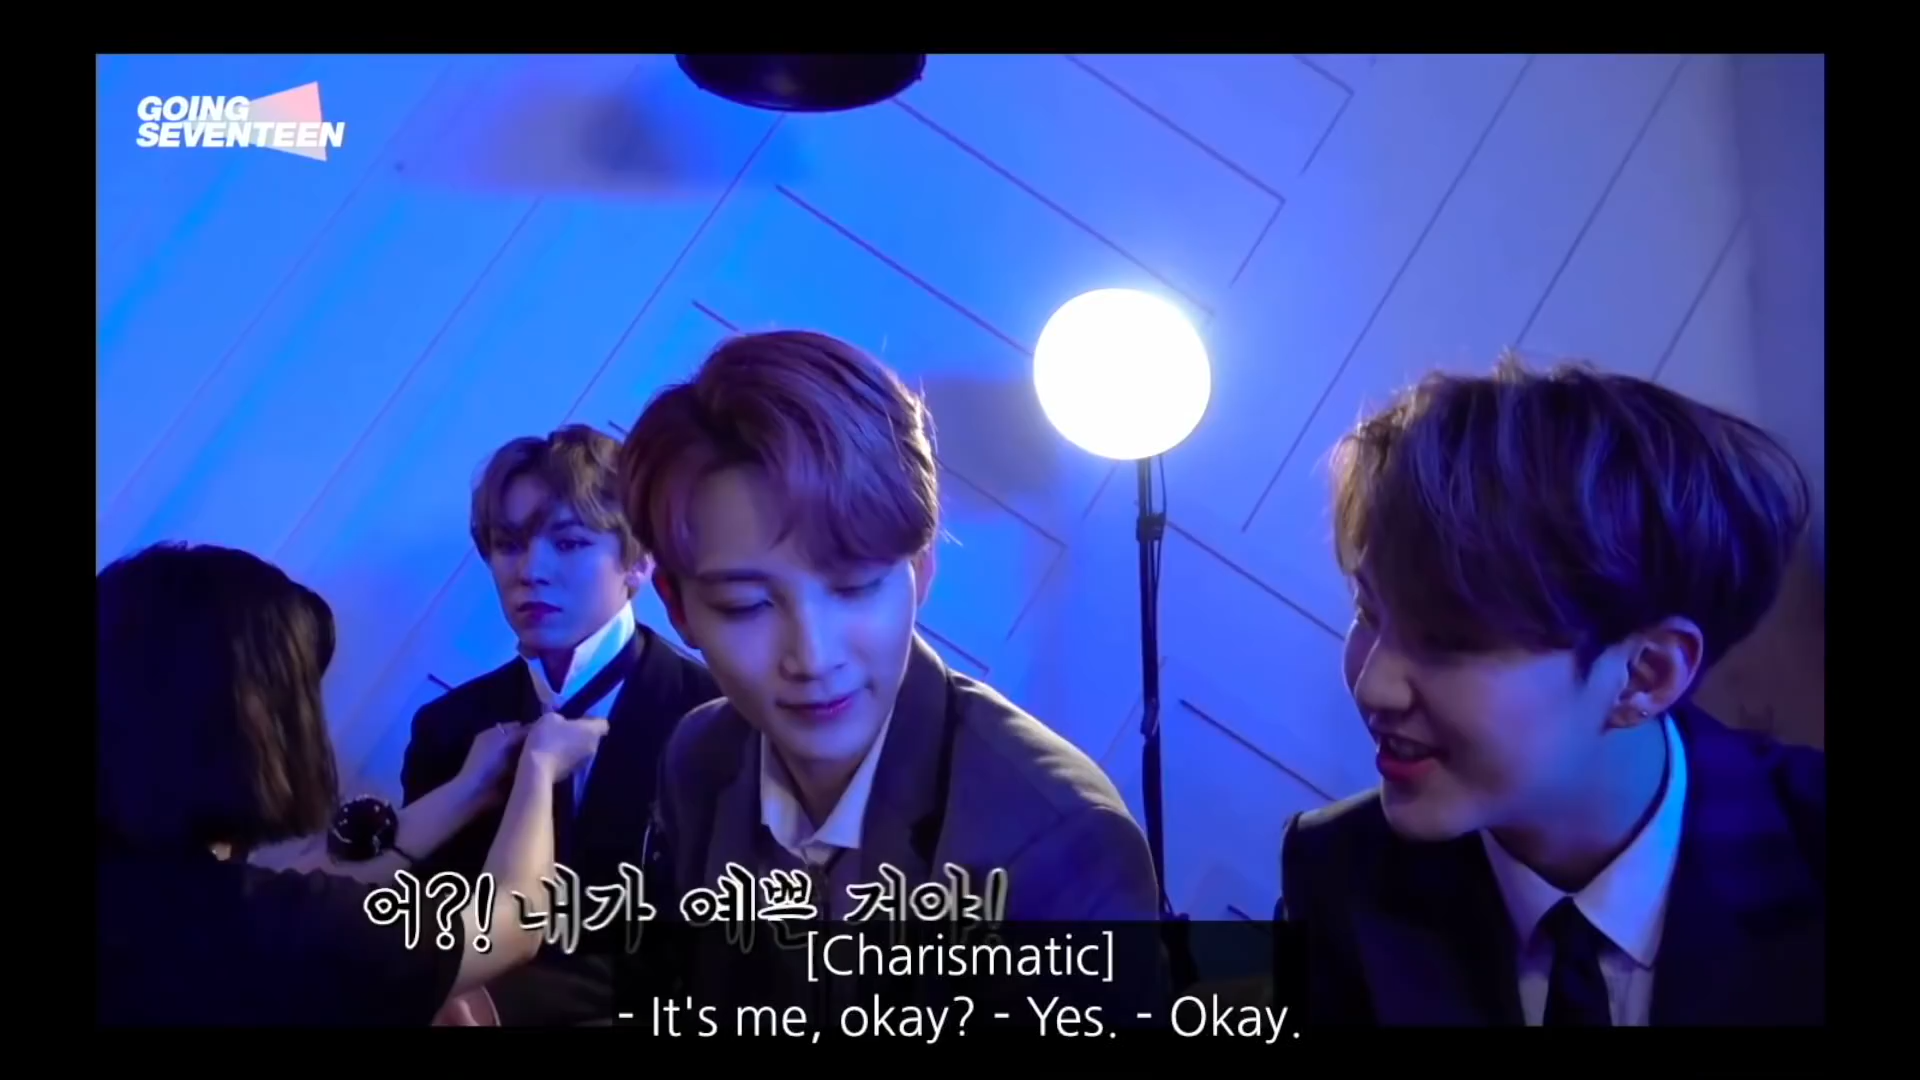 GOING
SEVENTEEN
어?! 내가 예쁜 거야!
[Charismatic]
- It's me, okay? - Yes. - Okay.